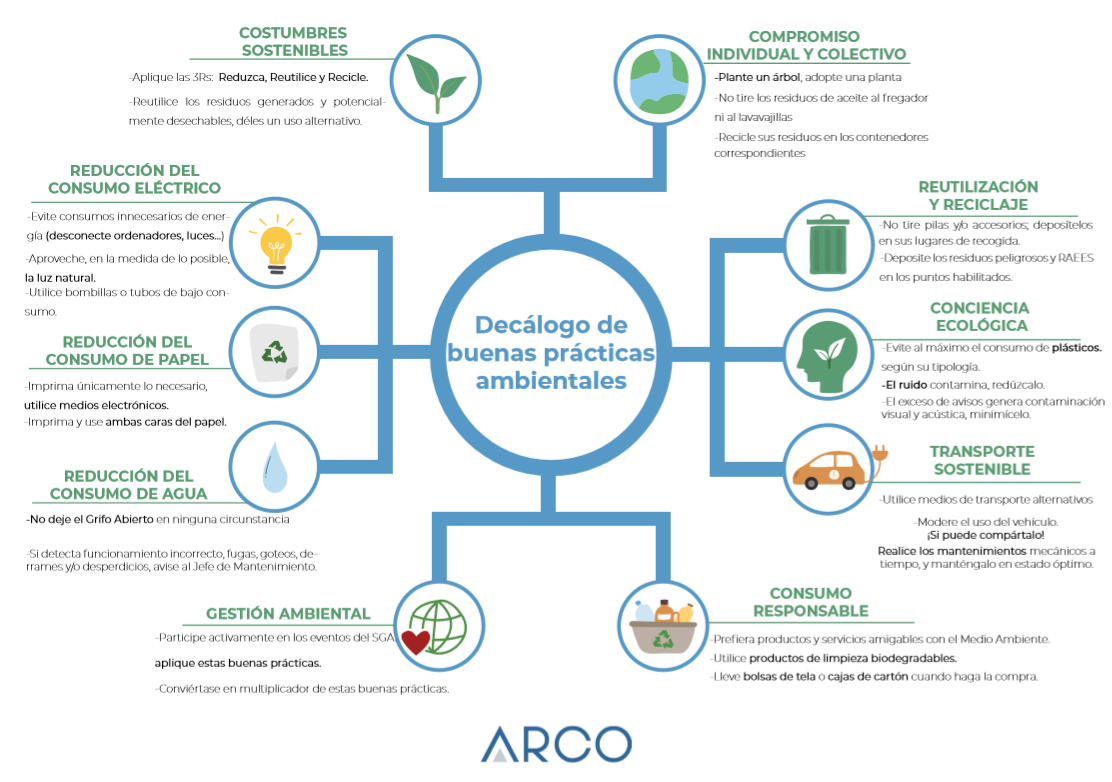 COSTUMBRES
SOSTENIBLES
-Aplique las 3Rs: Reduzca, Reutilice y Recicle.
-Reutilice los residuos generados y potencial-
mente desechables, déles un uso alternativo.
COMPROMISO
INDIVIDUAL Y COLECTIVO
-Plante un árbol, adopte una planta
-No tire los residuos de aceite al fregador
ni al lavavajillas
-Recicle sus residuos en los contenedores
correspondientes
REDUCCIÓN DEL
CONSUMO ELÉCTRICO
-Evite consumos innecesarios de ener-
gía (desconecte ordenadores, luces...)
-Aproveche, en la medida de lo posible,
la luz natural.
-Utilice bombillas o tubos de bajo con-
sumo.
REUTILIZACIÓN
Y RECICLAJE
-No tire pilas y/o accesorios; deposítelos
en sus lugares de recogida.
-Deposite los residuos peligrosos y RAEES
en los puntos habilitados.
Decálogo de
buenas prácticas
ambientales
REDUCCIÓN DEL
CONSUMO DE PAPEL
-Imprima únicamente lo necesario,
utilice medios electrónicos.
-Imprima y use ambas caras del papel.
CONCIENCIA
ECOLÓGICA
-Evite al máximo el consumo de plásticos.
según su tipología.
-El ruido contamina, redúzcalo.
-El exceso de avisos genera contaminación
visual y acústica, minimícelo.
REDUCCIÓN DEL
CONSUMO DE AGUA
-No deje el Grifo Abierto en ninguna circunstancia
-Si detecta funcionamiento incorrecto, fugas, goteos, de-
rrames y/o desperdicios, avise al Jefe de Mantenimiento.
TRANSPORTE
SOSTENIBLE
-Utilice medios de transporte alternativos
-Modere el uso del vehículo.
¡Si puede compártalo!
Realice los mantenimientos mecánicos a
tiempo, y manténgalo en estado óptimo.
GESTIÓN AMBIENTAL
-Participe activamente en los eventos del SGA
aplique estas buenas prácticas.
-Conviértase en multiplicador de estas buenas prácticas.
CONSUMO
RESPONSABLE
-Prefiera productos y servicios amigables con el Medio Ambiente.
-Utilice productos de limpieza biodegradables.
-Lleve bolsas de tela o cajas de cartón cuando haga la compra.
ARCO